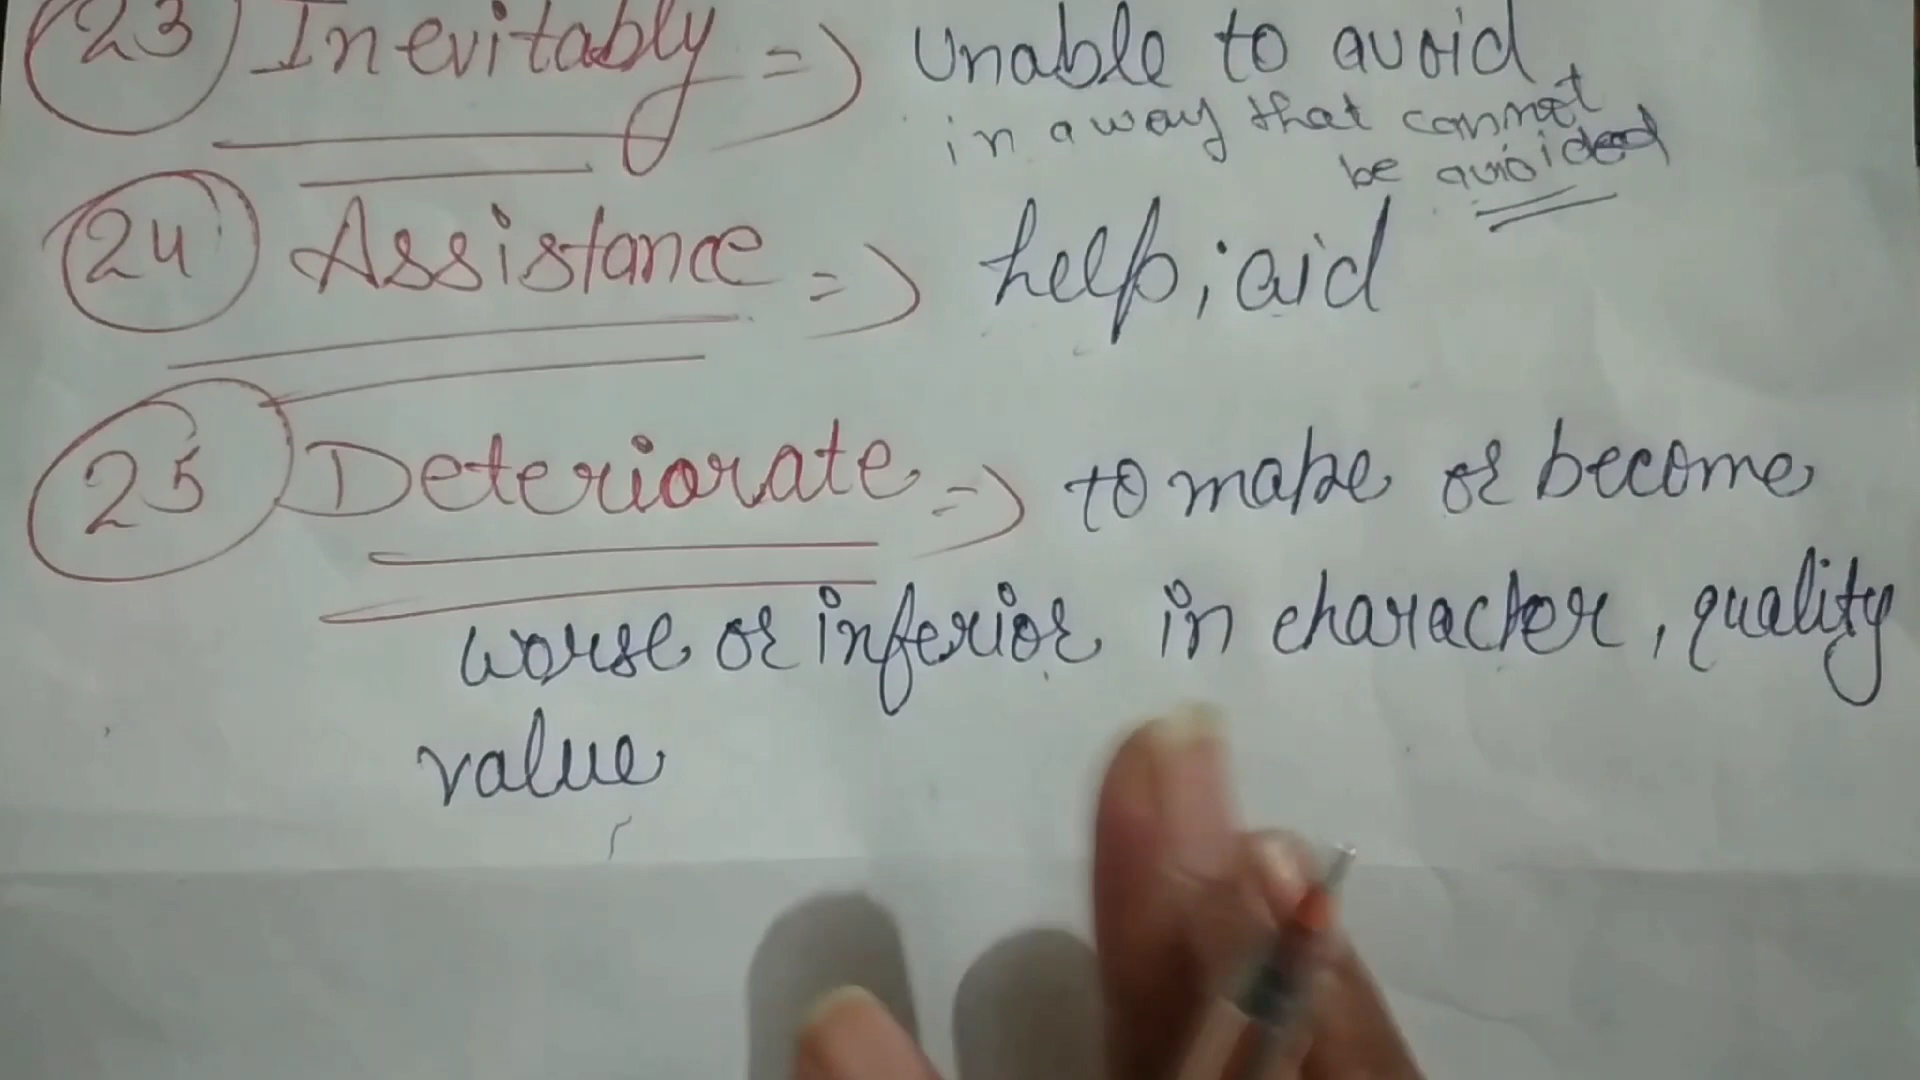 23 Inevitably => unable to avoid
in a way that cannot
be avoided
24 Assistance => help; aid
25 Deteriorate => to make or become
worse or inferior in character, quality
value